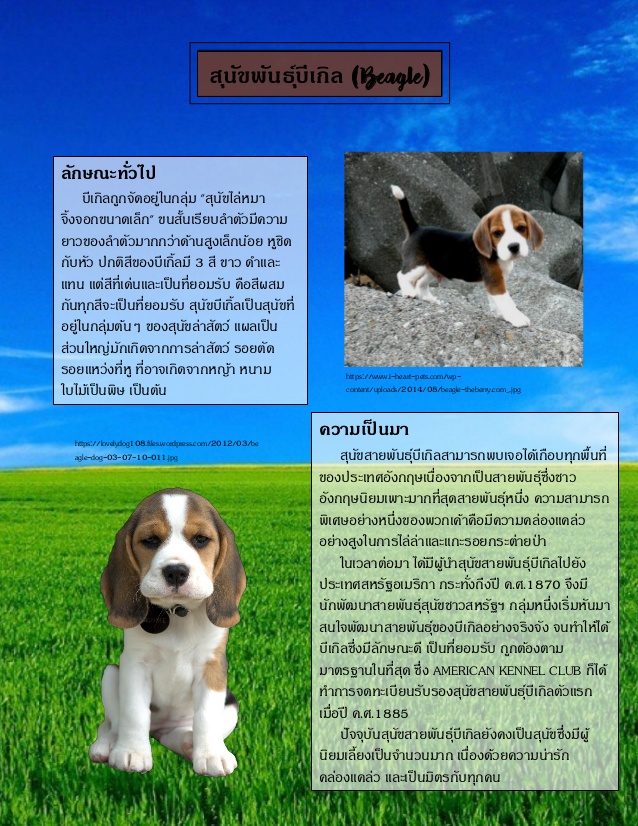 สุนัขพันธุ์บีเกิล (Beagle)
ลักษณะทั่วไป
บีเกิลถูกจัดอยู่ในกลุ่ม "สุนัขไล่หมา
จิ้งจอกขนาดเล็ก" ขนสั้นเรียบลำตัวมีความ
ยาวของลำตัวมากกว่าด้านสูงเล็กน้อย หูชิด
กับหัว ปกติสีของบีเกิ้ลมี 3 สี ขาว ดำและ
แทน แต่สีที่เด่นและเป็นที่ยอมรับ คือสีผสม
กันทุกสีจะเป็นที่ยอมรับ สุนัขบีเกิ้ลเป็นสุนัขที่
อยู่ในกลุ่มต้นๆ ของสุนัขล่าสัตว์ แผลเป็น
ส่วนใหญ่มักเกิดจากการล่าสัตว์ รอยตัด
รอยแหว่งที่หู ที่อาจเกิดจากหญ้า หนาม
ใบไม้เป็นพิษ เป็นต้น
https://www.i-heart-pets.com/wp-
content/uploads/2014/08/beagle-theberry.com_.jpg
https://lovelydog108.files.wordpress.com/2012/03/be
agle-dog-03-07-10-011.jpg
ความเป็นมา
สุนัขสายพันธุ์บีเกิลสามารถพบเจอได้เกือบทุกพื้นที่
ของประเทศอังกฤษเนื่องจากเป็นสายพันธุ์ซึ่งชาว
อังกฤษนิยมเพาะมากที่สุดสายพันธุ์หนึ่ง ความสามารถ
พิเศษอย่างหนึ่งของพวกเค้าคือมีความคล่องแคล่ว
อย่างสูงในการไล่ล่าและแกะรอยกระต่ายป่า
ในเวลาต่อมา ได้มีผู้นำสุนัขสายพันธุ์บีเกิลไปยัง
ประเทศสหรัฐอเมริกา กระทั่งถึงปี ค.ศ.1870 จึงมี
นักพัฒนาสายพันธุ์สุนัขชาวสหรัฐฯ กลุ่มหนึ่งเริ่มหันมา
สนใจพัฒนาสายพันธุ์ของบีเกิลอย่างจริงจัง จนทำให้ได้
บีเกิลซึ่งมีลักษณะดี เป็นที่ยอมรับ ถูกต้องตาม
มาตรฐานในที่สุด ซึ่ง AMERICAN KENNEL CLUB ก็ได้
ทำการจดทะเบียนรับรองสุนัขสายพันธุ์บีเกิลตัวแรก
เมื่อปี ค.ศ.1885
ปัจจุบันสุนัขสายพันธุ์บีเกิลยังคงเป็นสุนัขซึ่งมีผู้
นิยมเลี้ยงเป็นจำนวนมาก เนื่องด้วยความน่ารัก
คล่องแคล่ว และเป็นมิตรกับทุกคน